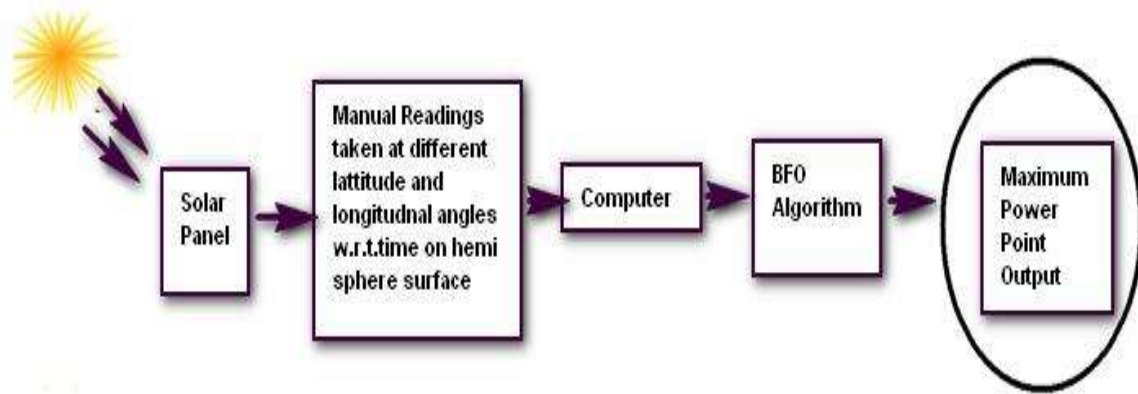 Solar
Panel
Manual Readings
taken at different
lattitude and
longitudnal angles
w.r.t.time on hemi
sphere surface
Computer
BFO
Algorithm
Maximum
Power
Point
Output